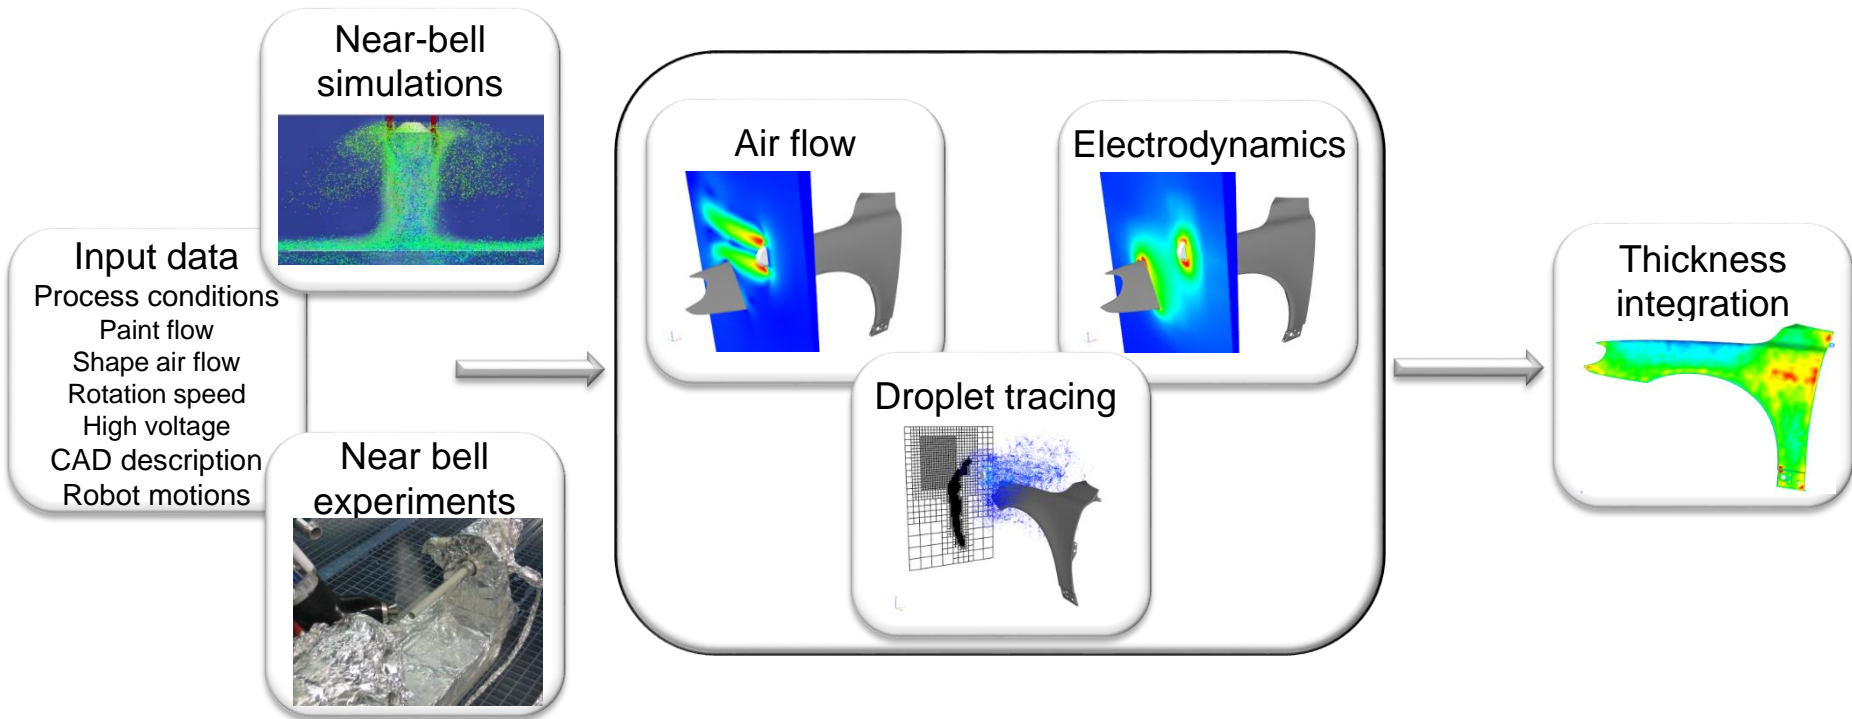 Near-bell
simulations
Input data
Process conditions
Paint flow
Shape air flow
Rotation speed
High voltage
CAD description
Robot motions
Near bell
experiments
Air flow
Electrodynamics
Droplet tracing
Thickness
integration